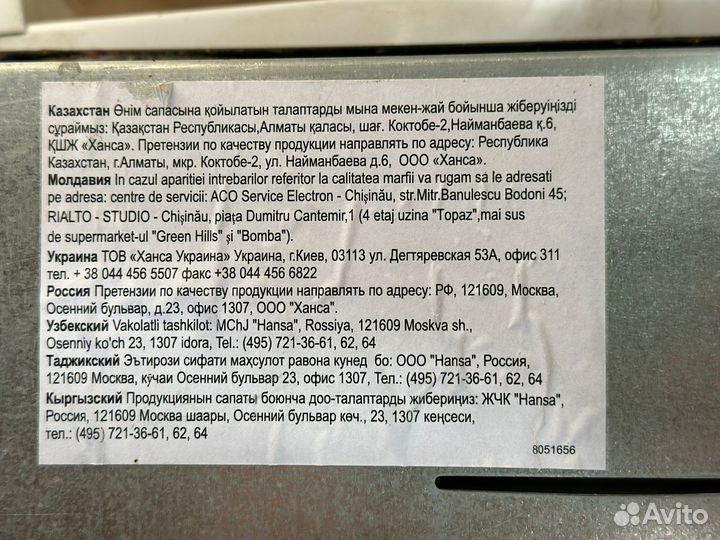 Казахстан Өнім сапасына қойылатын талаптарды мына мекен-жай бойынша жіберуіңізді
сұраймыз: Қазақстан Республикасы,Алматы қаласы, шағ. Коктобе-2,Найманбаева қ.6,
ҚШЖ «Ханса». Претензии по качеству продукции направлять по адресу: Республика
Казахстан, г.Алматы, мкр. Коктобе-2, ул. Найманбаева д.6, ООО «Ханса».
Молдавия In cazul aparitiei intrebarilor referitor la calitatea marfii va rugam sa le adresati
pe adresa: centre de servicii: ACO Service Electron - Chişinău, str.Mitr.Banulescu Bodoni 45;
RIALTO - STUDIO - Chişinău, piaţa Dumitru Cantemir,1 (4 etaj uzina "Topaz",mai sus
de supermarket-ul "Green Hills" şi "Bomba").
Украина ТОВ «Ханса Украина» Украина, г.Киев, 03113 ул. Дегтяревская 53А, офис 311
тел. + 38 044 456 5507 факс +38 044 456 6822
Россия Претензии по качеству продукции направлять по адресу: РФ, 121609, Москва,
Осенний бульвар, д.23, офис 1307, ООО "Ханса".
Узбекский Vakolatli tashkilot: MChJ "Hansa", Rossiya, 121609 Moskva sh.,
Osenniy ko'ch 23, 1307 idora, Tel.: (495) 721-36-61, 62, 64
Таджикский Эътирози сифати маҳсулот равона кунед бо: ООО "Hansa", Россия,
121609 Москва, кӯчаи Осенний бульвар 23, офис 1307, Тел.: (495) 721-36-61, 62, 64
Кыргызский Продукциянын сапаты боюнча доо-талаптарды жибериңиз: ЖЧК "Hansa",
Россия, 121609 Москва шаары, Осенний бульвар көч., 23, 1307 кеңсеси,
тел.: (495) 721-36-61, 62, 64
8051656
Avito